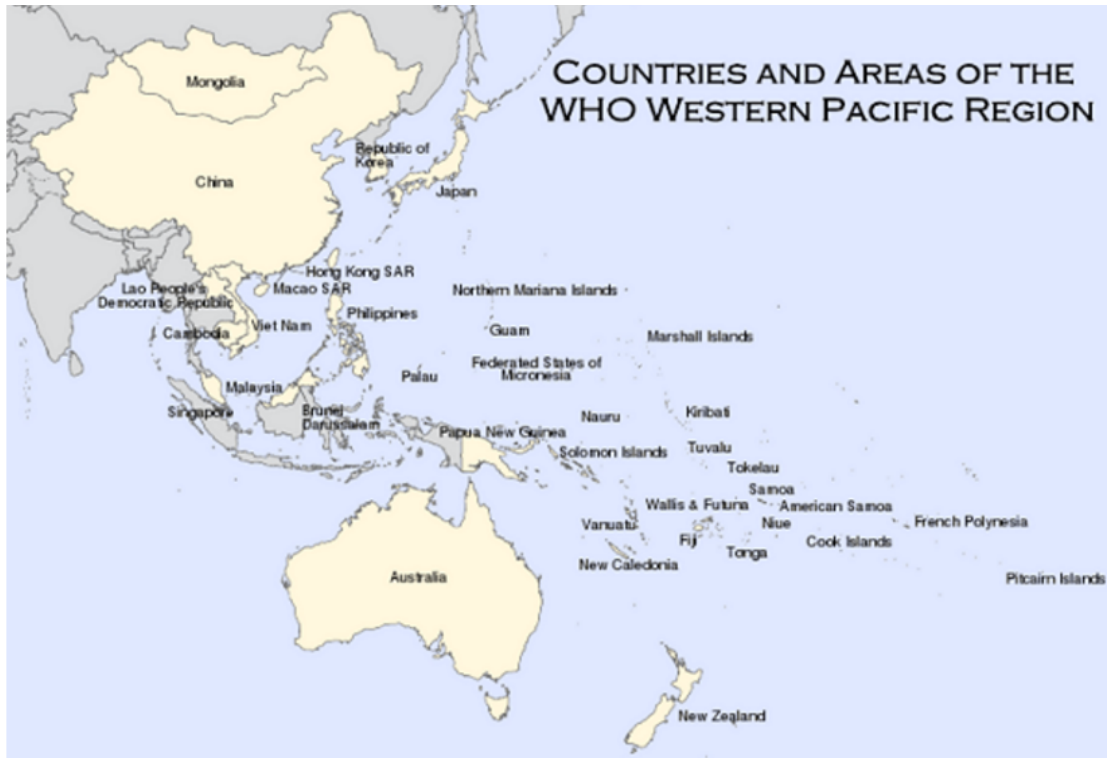 COUNTRIES AND AREAS OF THE
WHO WESTERN PACIFIC REGION
Mongolia
Republic of
Korea
China
Japan
Hong Kong SAR
Lao People's
Macao SAR
Northern Mariana Islands
Democratic Republic
Philippines
Viet Nam
Cambodia
Guam
Marshall Islands
Federated States of
Micronesia
Palau
Malaysia
Singapore
Brunei
Darussalam
Nauru
Kiribati
Papua New Guinea
Solomon Islands
Tuvalu
Tokelau
Samoa
Wallis & Futuna
American Samoa
Vanuatu
Niue
French Polynesia
Fiji
Cook Islands
Tonga
New Caledonia
Australia
Pitcairn Islands
New Zealand